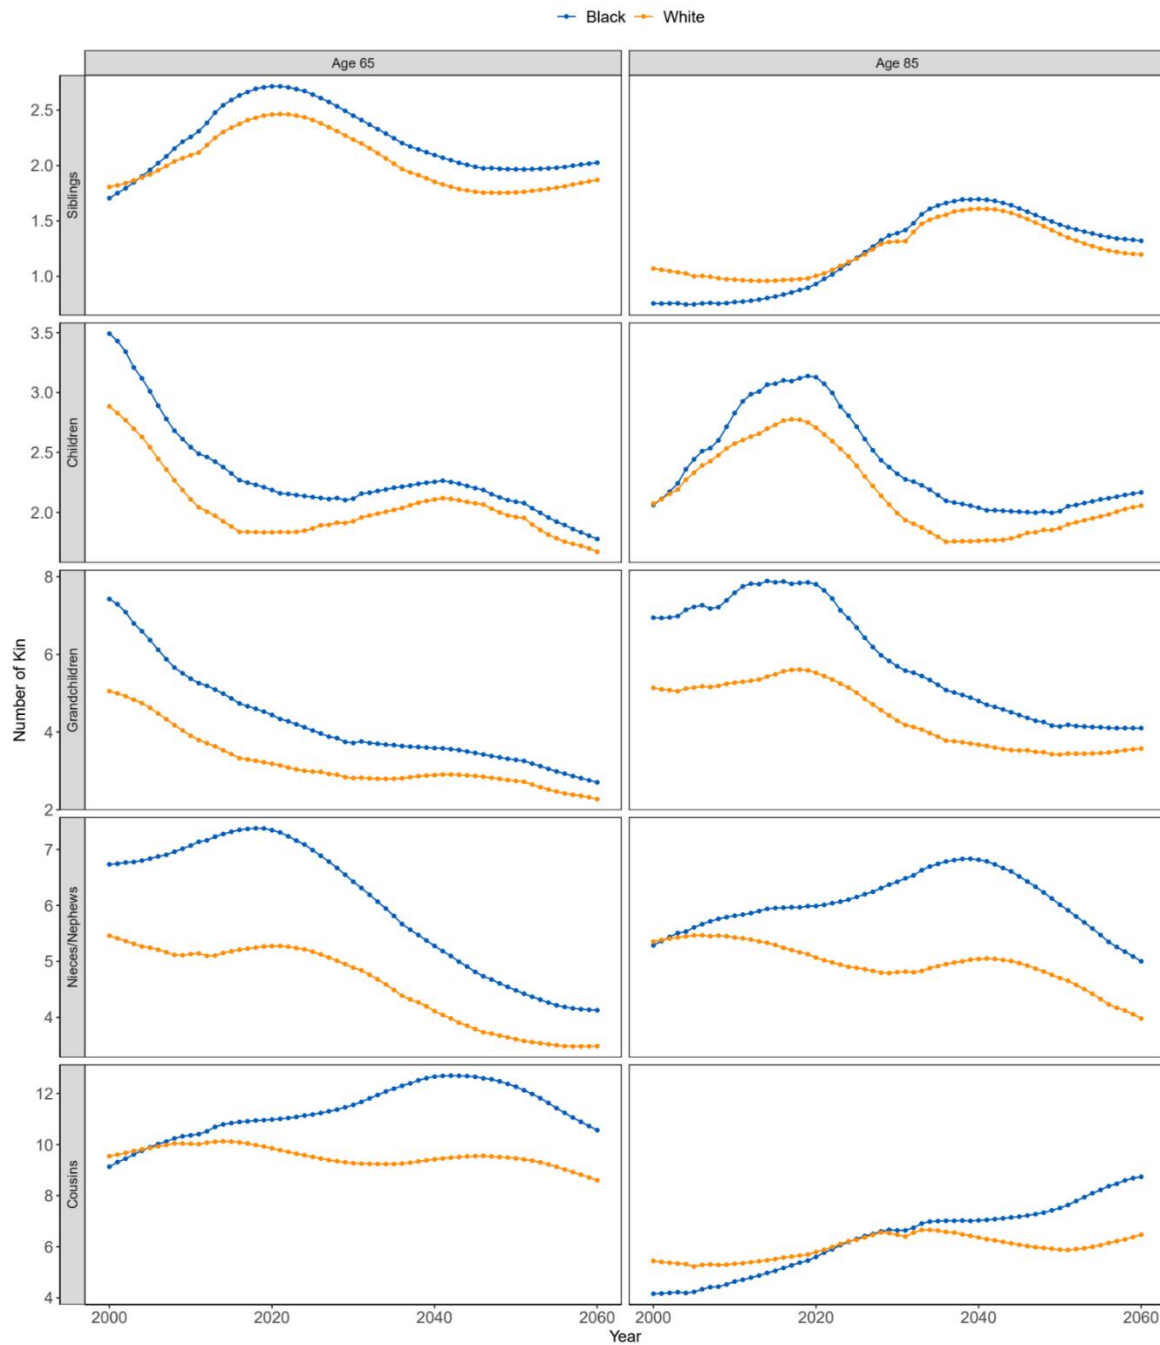 Black White
Age 65 Age 85
Number of Kin
Siblings
2.5
2.0
1.5
1.0
Children
3.5
3.0
2.5
2.0
Grandchildren
8
6
4
2
Nieces/Nephews
7
6
5
4
Cousins
12
10
8
6
4
2000 2020 2040 2060 2000 2020 2040 2060
Year